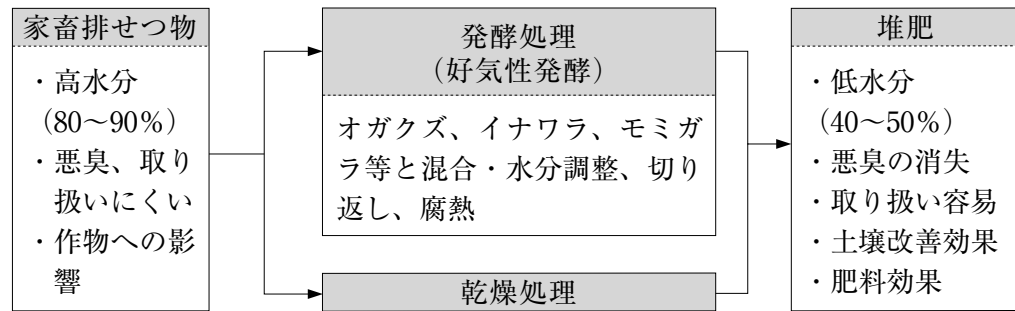 家畜排せつ物
・高水分
(80〜90%)
・悪臭、取り
扱いにくい
・作物への影
響
発酵処理
(好気性発酵)
オガクズ、イナワラ、モミガ
ラ等と混合・水分調整、切り
返し、腐熱
乾燥処理
堆肥
・低水分
(40〜50%)
・悪臭の消失
・取り扱い容易
・土壌改善効果
・肥料効果